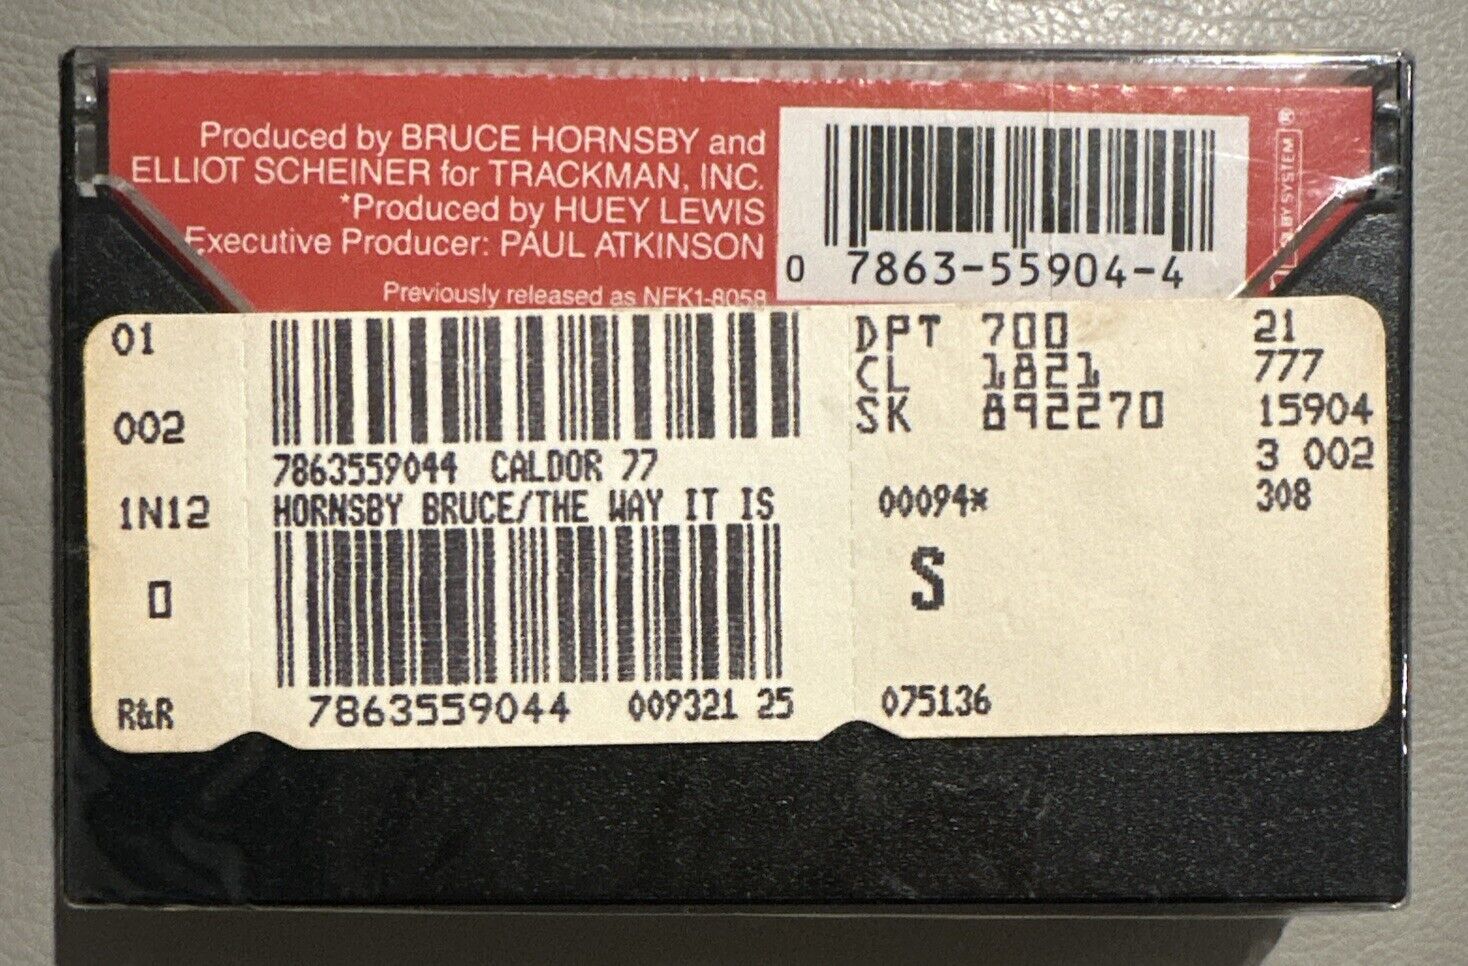 Produced by BRUCE HORNSBY and
ELLIOT SCHEINER for TRACKMAN, INC.
*Produced by HUEY LEWIS
Executive Producer: PAUL ATKINSON
Previously released as NFK1-8058
0 7863-55904-4
BY SYSTEM®
01
002
1N12
0
R&R
7863559044 CALDOR 77
HORNSBY BRUCE/THE WAY IT IS
7863559044 009321 25
DPT 700
CL 1821
SK 892270
00094*
S
075136
21
777
15904
3 002
308